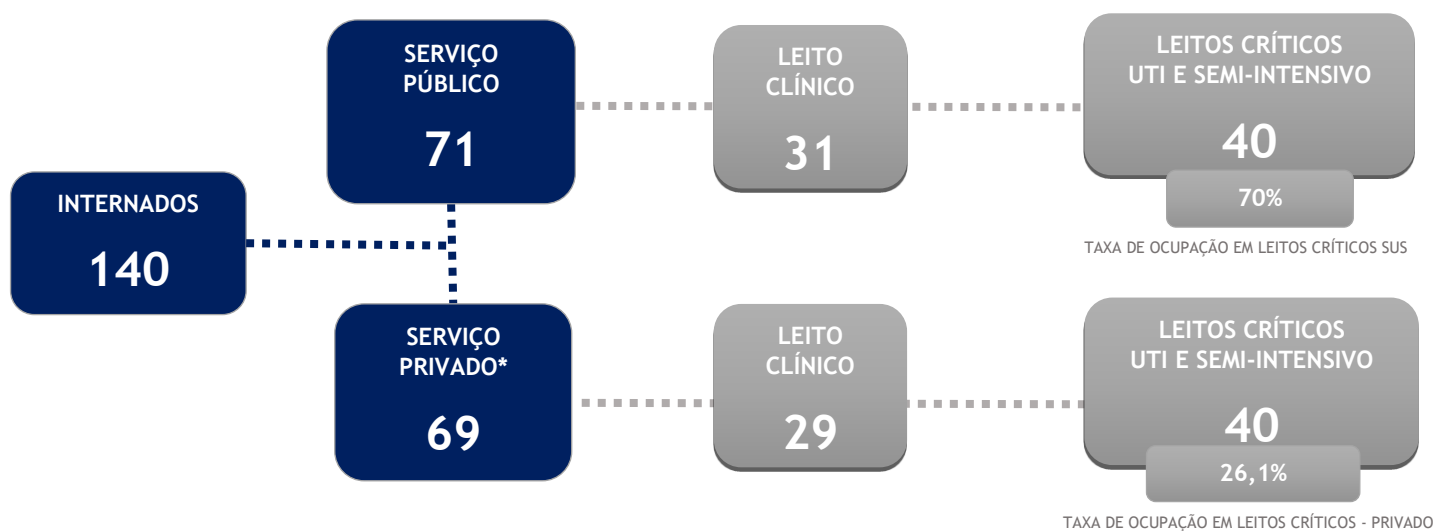 INTERNADOS
140
SERVIÇO
PÚBLICO
71
LEITO
CLÍNICO
31
LEITOS CRÍTICOS
UTI E SEMI-INTENSIVO
40
70%
TAXA DE OCUPAÇÃO EM LEITOS CRÍTICOS SUS
SERVIÇO
PRIVADO*
69
LEITO
CLÍNICO
29
LEITOS CRÍTICOS
UTI E SEMI-INTENSIVO
40
26,1%
TAXA DE OCUPAÇÃO EM LEITOS CRÍTICOS - PRIVADO